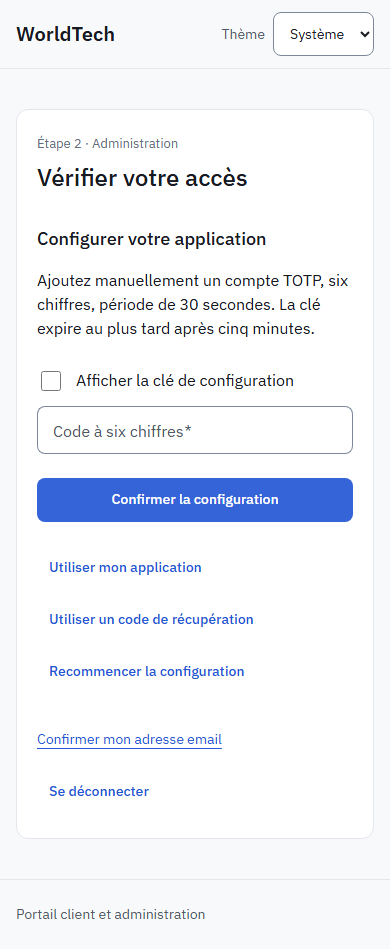 WorldTech
Thème
Système
Étape 2 · Administration
Vérifier votre accès
Configurer votre application
Ajoutez manuellement un compte TOTP, six
chiffres, période de 30 secondes. La clé
expire au plus tard après cinq minutes.
Afficher la clé de configuration
Code à six chiffres*
Confirmer la configuration
Utiliser mon application
Utiliser un code de récupération
Recommencer la configuration
Confirmer mon adresse email
Se déconnecter
Portail client et administration